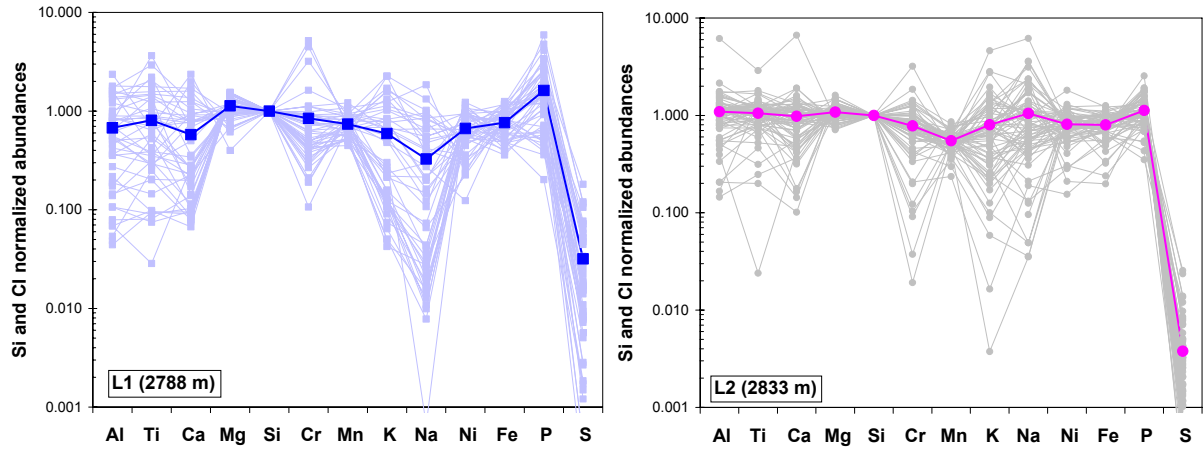 Si and CI normalized abundances
10.000
1.000
0.100
0.010
0.001
L1 (2788 m)
Al Ti Ca Mg Si Cr Mn K Na Ni Fe P S
Si and CI normalized abundances
10.000
1.000
0.100
0.010
0.001
L2 (2833 m)
Al Ti Ca Mg Si Cr Mn K Na Ni Fe P S